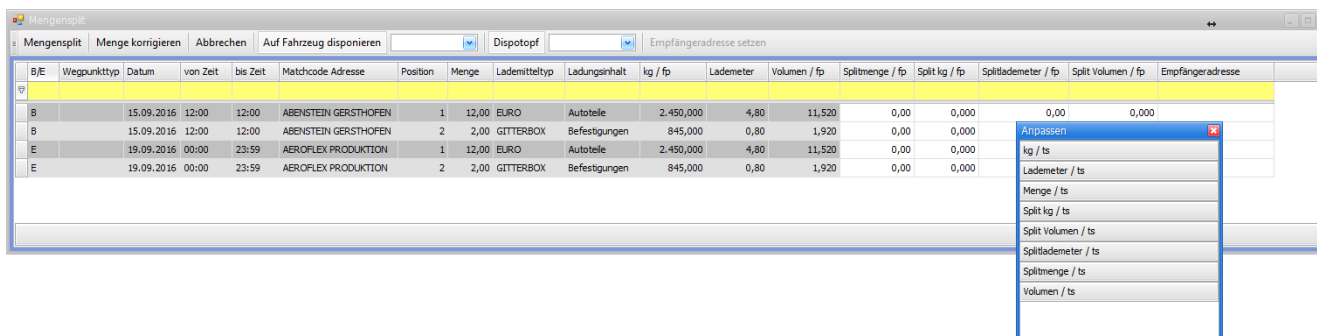 Mengensplit
Mengensplit Menge korrigieren Abbrechen Auf Fahrzeug disponieren Dispotopf Empfängeradresse setzen
B/E Wegpunkttyp Datum von Zeit bis Zeit Matchcode Adresse Position Menge Lademitteltyp Ladungsinhalt kg / fp Lademeter Volumen / fp Splitmenge / fp Split kg / fp Splitlademeter / fp Split Volumen / fp Empfängeradresse
B 15.09.2016 12:00 12:00 ABENSTEIN GERSTHOFEN 1 12,00 EURO Autoteile 2.450,000 4,80 11,520 0,00 0,000 0,00 0,000
B 15.09.2016 12:00 12:00 ABENSTEIN GERSTHOFEN 2 2,00 GITTERBOX Befestigungen 845,000 0,80 1,920 0,00 0,000
E 19.09.2016 00:00 23:59 AEROFLEX PRODUKTION 1 12,00 EURO Autoteile 2.450,000 4,80 11,520 0,00 0,000
E 19.09.2016 00:00 23:59 AEROFLEX PRODUKTION 2 2,00 GITTERBOX Befestigungen 845,000 0,80 1,920 0,00 0,000
Anpassen
kg / ts
Lademeter / ts
Menge / ts
Split kg / ts
Split Volumen / ts
Splitlademeter / ts
Splitmenge / ts
Volumen / ts